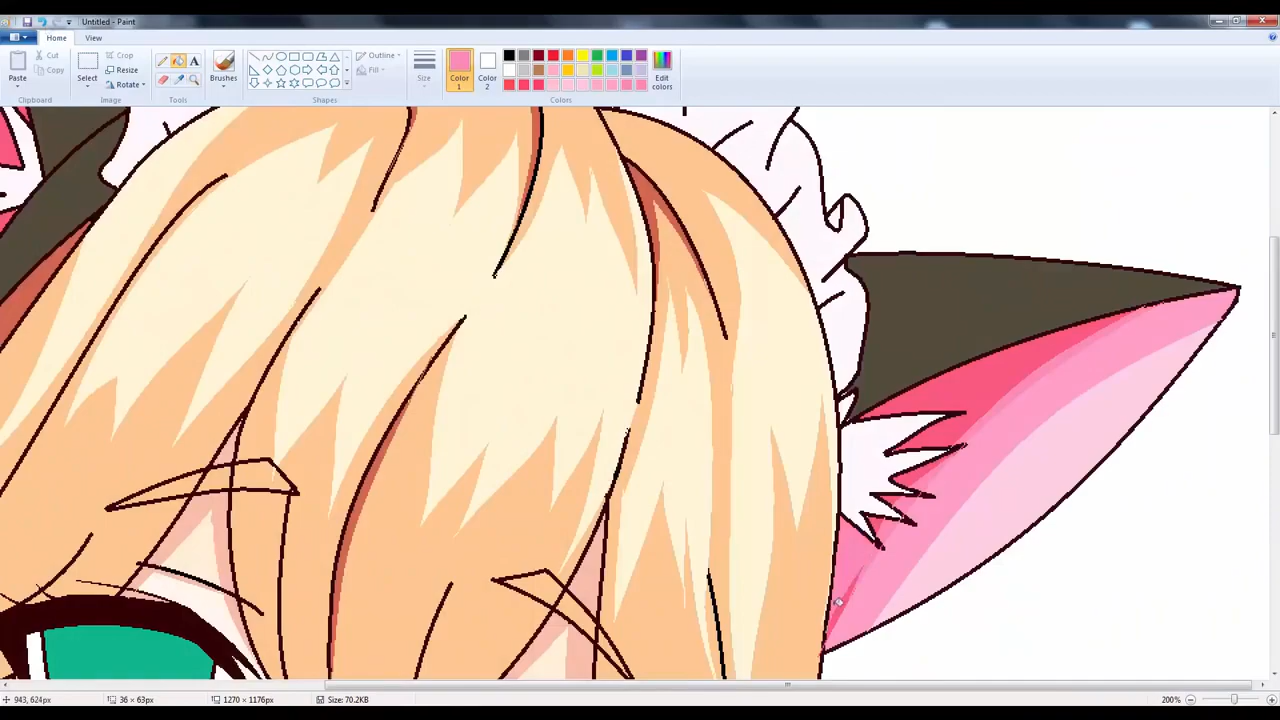 Untitled - Paint
Home
View
Paste
Cut
Copy
Clipboard
Select
Crop
Resize
Rotate
Image
A
Tools
Brushes
Outline
Fill
Shapes
Size
Color 1
Color 2
Edit colors
Colors
943, 624px
36 × 63px
1270 × 1176px
Size: 70.2KB
200%